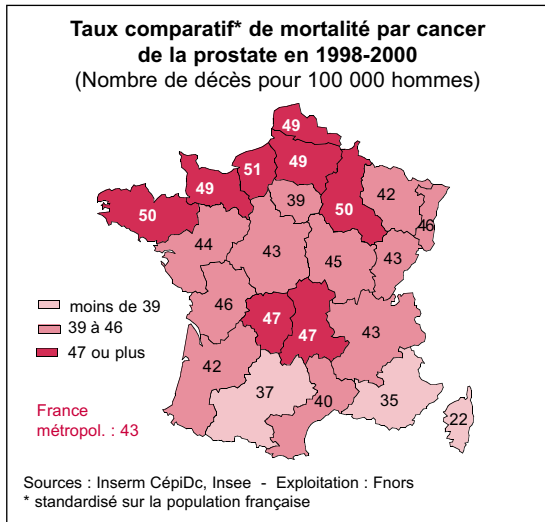 Taux comparatif* de mortalité par cancer
de la prostate en 1998-2000
(Nombre de décès pour 100 000 hommes)
49
49
51
49
39
42
50
50
46
44
43
45
43
46
47
47
43
42
37
40
35
22
moins de 39
39 à 46
47 ou plus
France
métropol. : 43
Sources : Inserm CépiDc, Insee - Exploitation : Fnors
* standardisé sur la population française